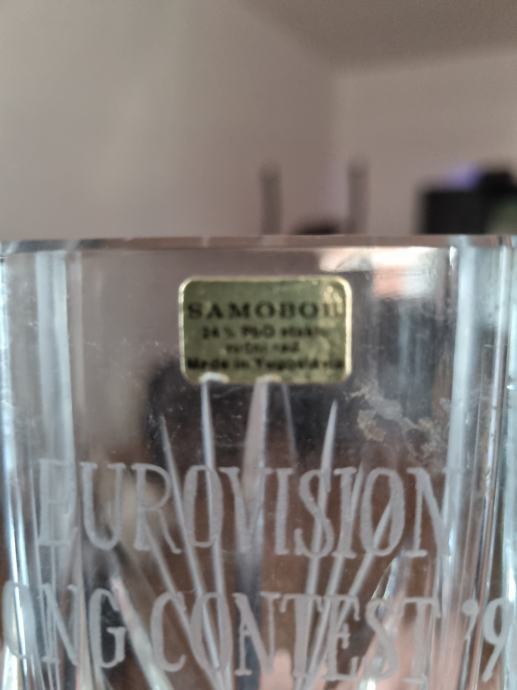 SAMOBOR
24 % PbO staklo
ručni rad
Made in Yugoslavia
EUROVISION
ONG CONTEST '9